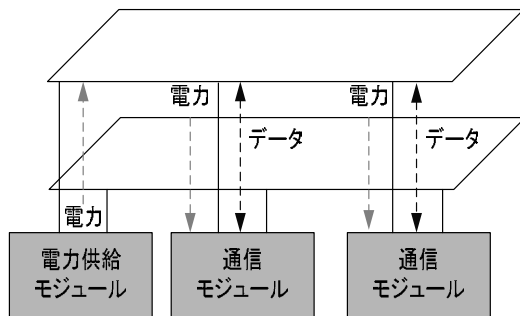 電力
電力
データ
データ
電力
電力供給
モジュール
通信
モジュール
通信
モジュール